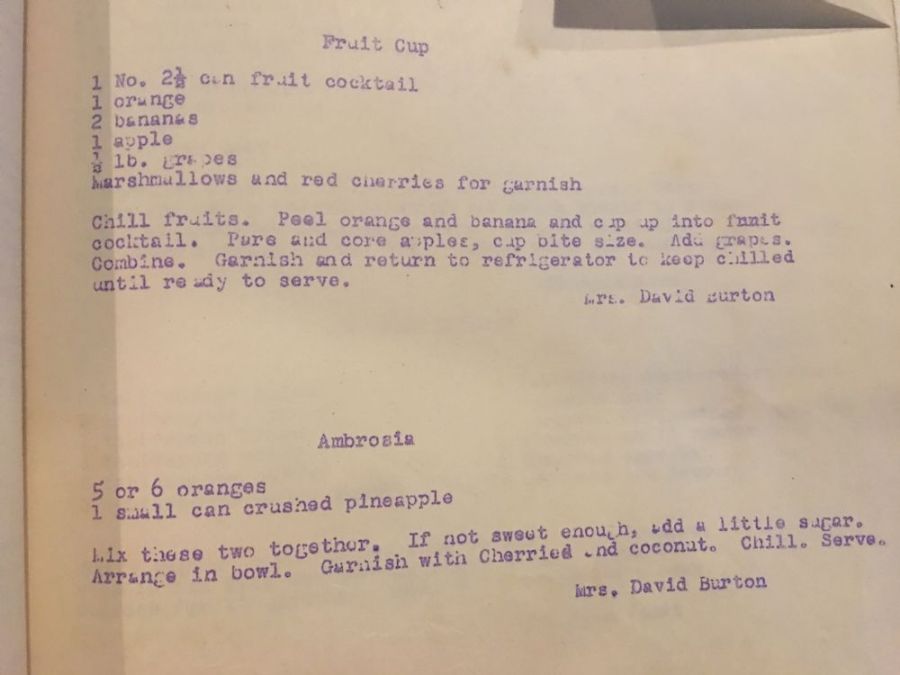 Fruit Cup
1 No. 2½ can fruit cocktail
1 orange
2 bananas
1 apple
½ lb. grapes
Marshmallows and red cherries for garnish
Chill fruits. Peel orange and banana and cup up into fruit
cocktail. Pare and core apples, cup bite size. Add grapes.
Combine. Garnish and return to refrigerator to keep chilled
until ready to serve.
Mrs. David Burton
Ambrosia
5 or 6 oranges
1 small can crushed pineapple
Mix these two together. If not sweet enough, add a little sugar.
Arrange in bowl. Garnish with Cherried and coconut. Chill. Serve.
Mrs. David Burton